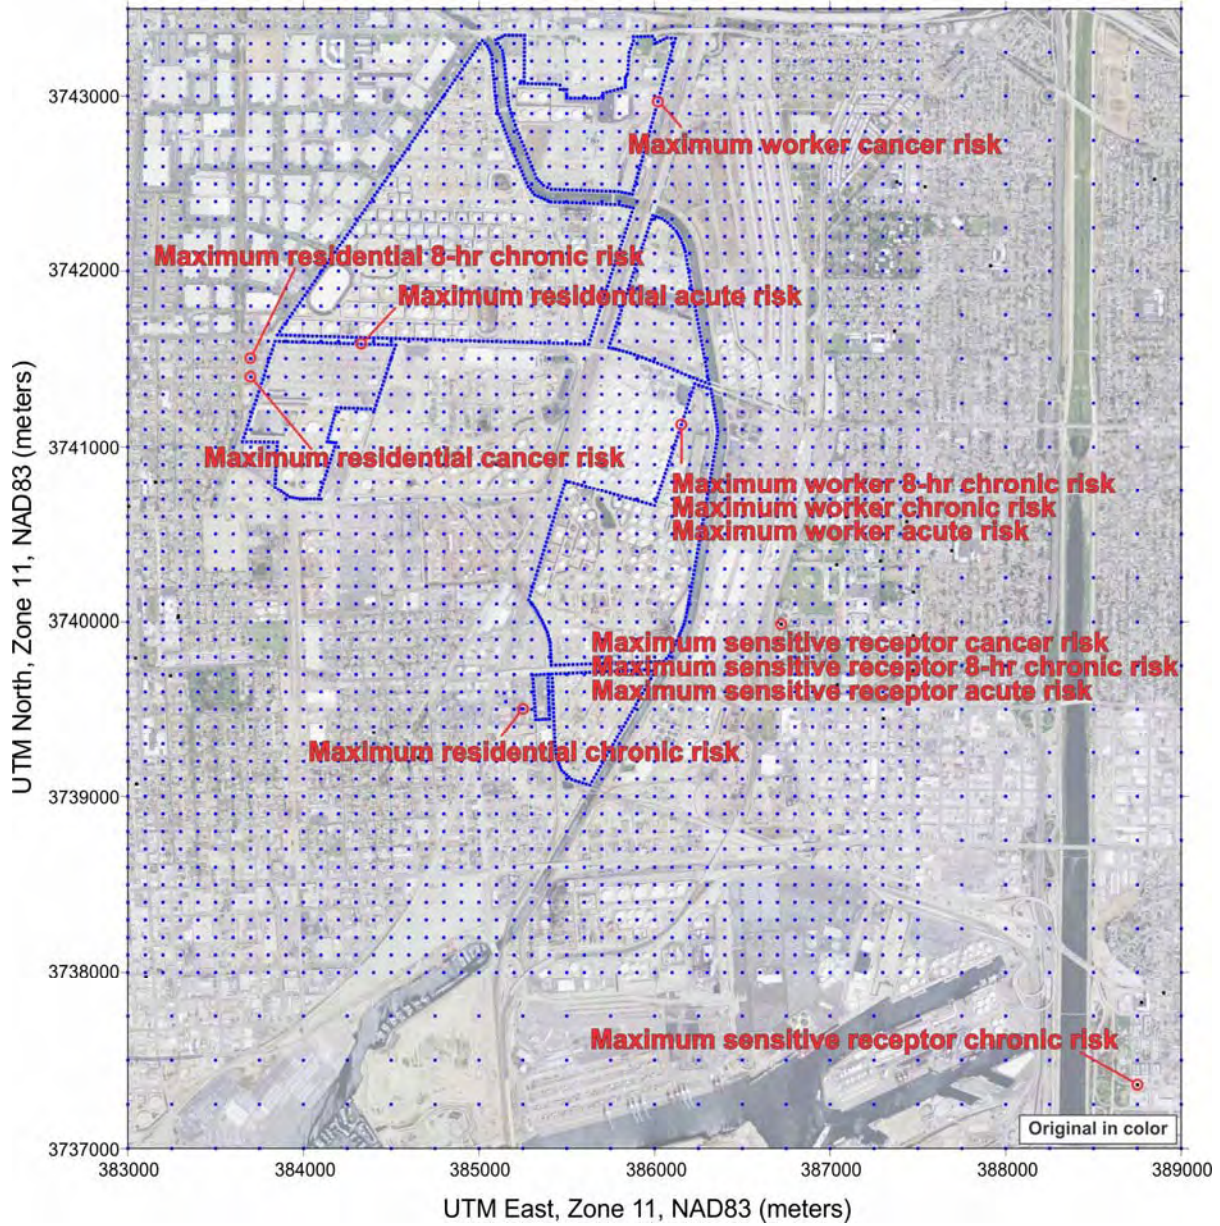 3743000
Maximum worker cancer risk
3742000
Maximum residential 8-hr chronic risk
Maximum residential acute risk
Maximum residential cancer risk
3741000
Maximum worker 8-hr chronic risk
Maximum worker chronic risk
Maximum worker acute risk
3740000
Maximum sensitive receptor cancer risk
Maximum sensitive receptor 8-hr chronic risk
Maximum sensitive receptor acute risk
Maximum residential chronic risk
3739000
3738000
Maximum sensitive receptor chronic risk
Original in color
3737000
UTM North, Zone 11, NAD83 (meters)
383000 384000 385000 386000 387000 388000 389000
UTM East, Zone 11, NAD83 (meters)